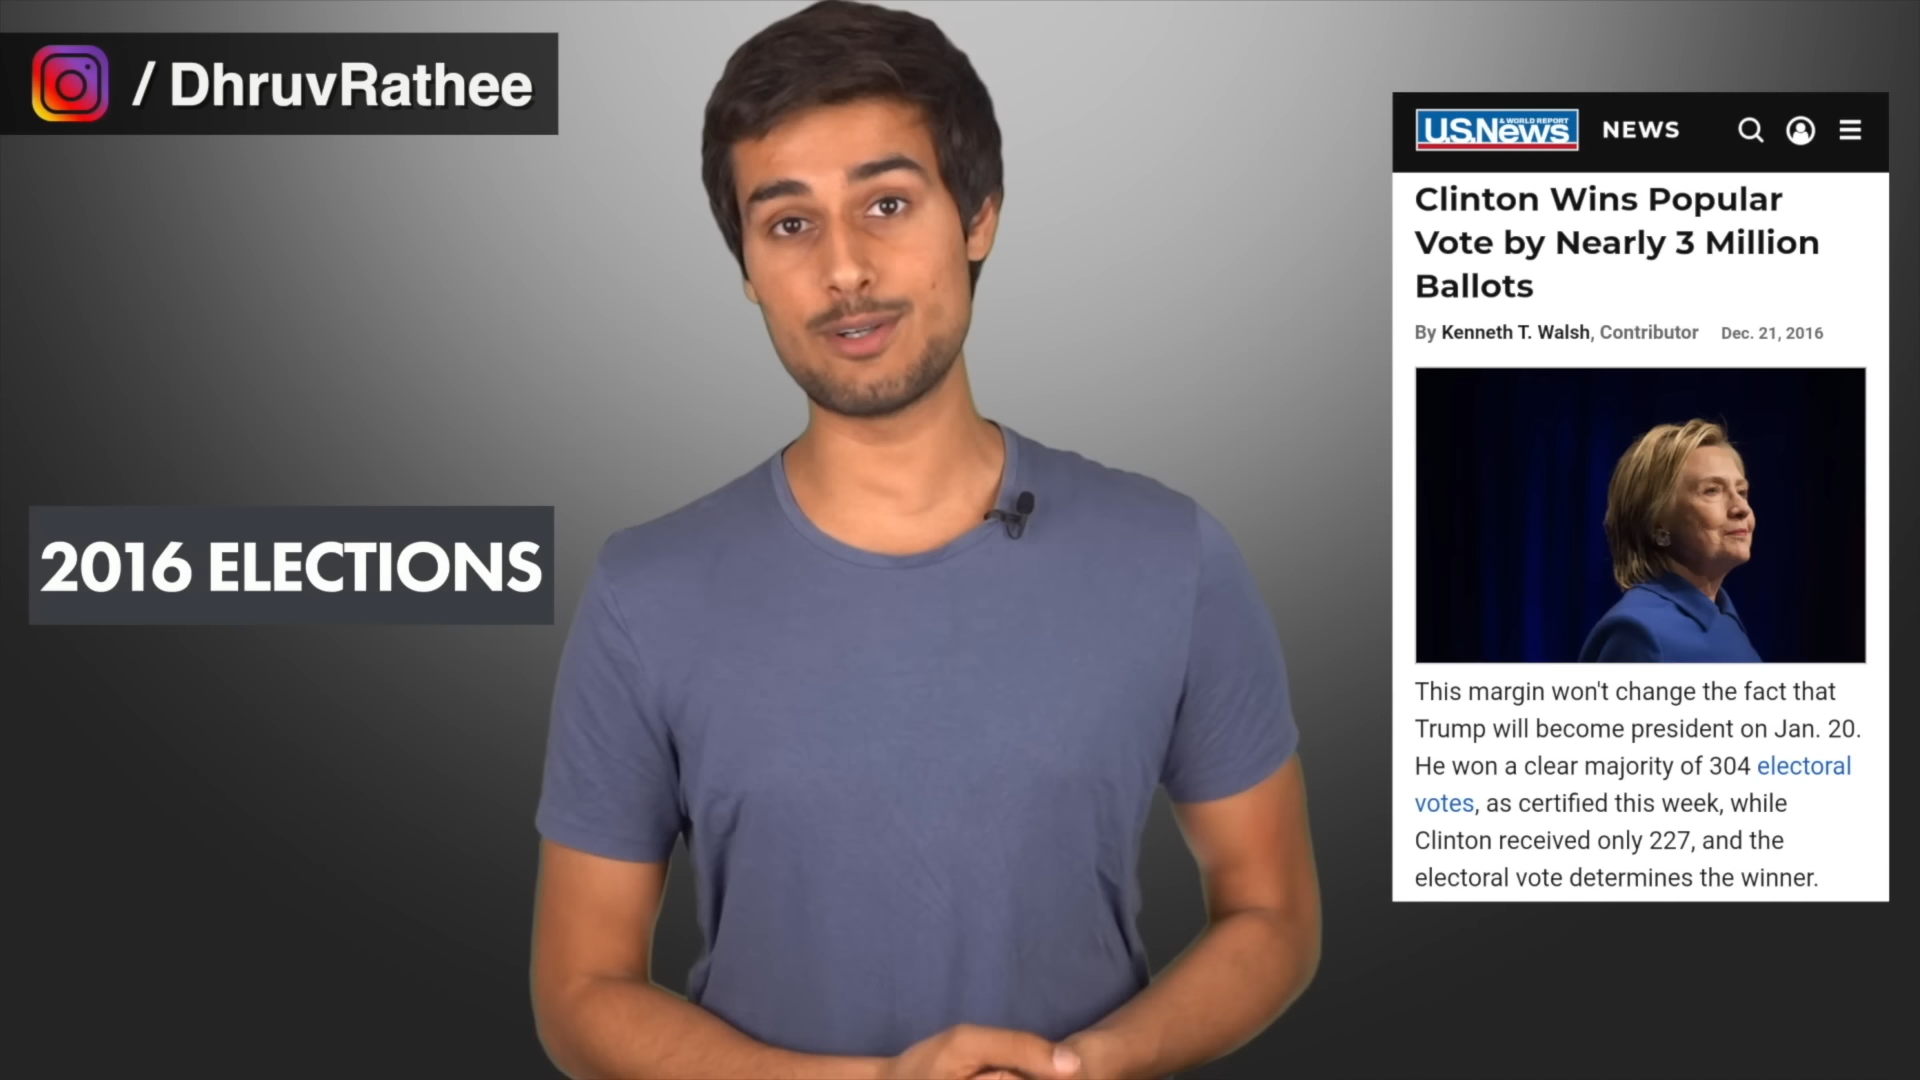 / DhruvRathee
2016 ELECTIONS
U.S.News & WORLD REPORT NEWS
Clinton Wins Popular
Vote by Nearly 3 Million
Ballots
By Kenneth T. Walsh, Contributor Dec. 21, 2016
This margin won't change the fact that
Trump will become president on Jan. 20.
He won a clear majority of 304 electoral
votes, as certified this week, while
Clinton received only 227, and the
electoral vote determines the winner.